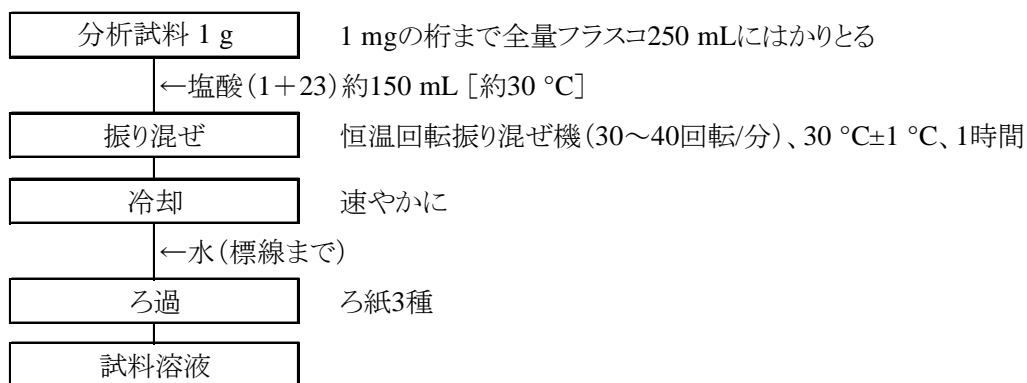 分析試料 1 g 1 mgの桁まで全量フラスコ250 mLにはかりとる
←塩酸(1+23)約150 mL [約30 °C]
振り混ぜ 恒温回転振り混ぜ機(30～40回転/分)、30 °C±1 °C、1時間
冷却 速やかに
←水(標線まで)
ろ過 ろ紙3種
試料溶液